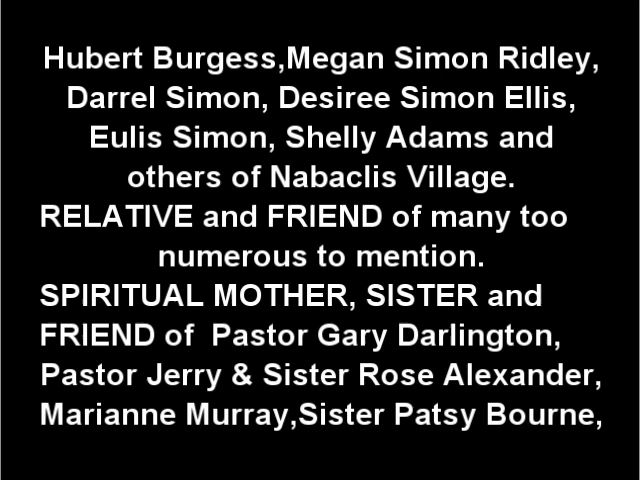 Hubert Burgess,Megan Simon Ridley,
Darrel Simon, Desiree Simon Ellis,
Eulis Simon, Shelly Adams and
others of Nabaclis Village.
RELATIVE and FRIEND of many too
numerous to mention.
SPIRITUAL MOTHER, SISTER and
FRIEND of  Pastor Gary Darlington,
Pastor Jerry & Sister Rose Alexander,
Marianne Murray,Sister Patsy Bourne,